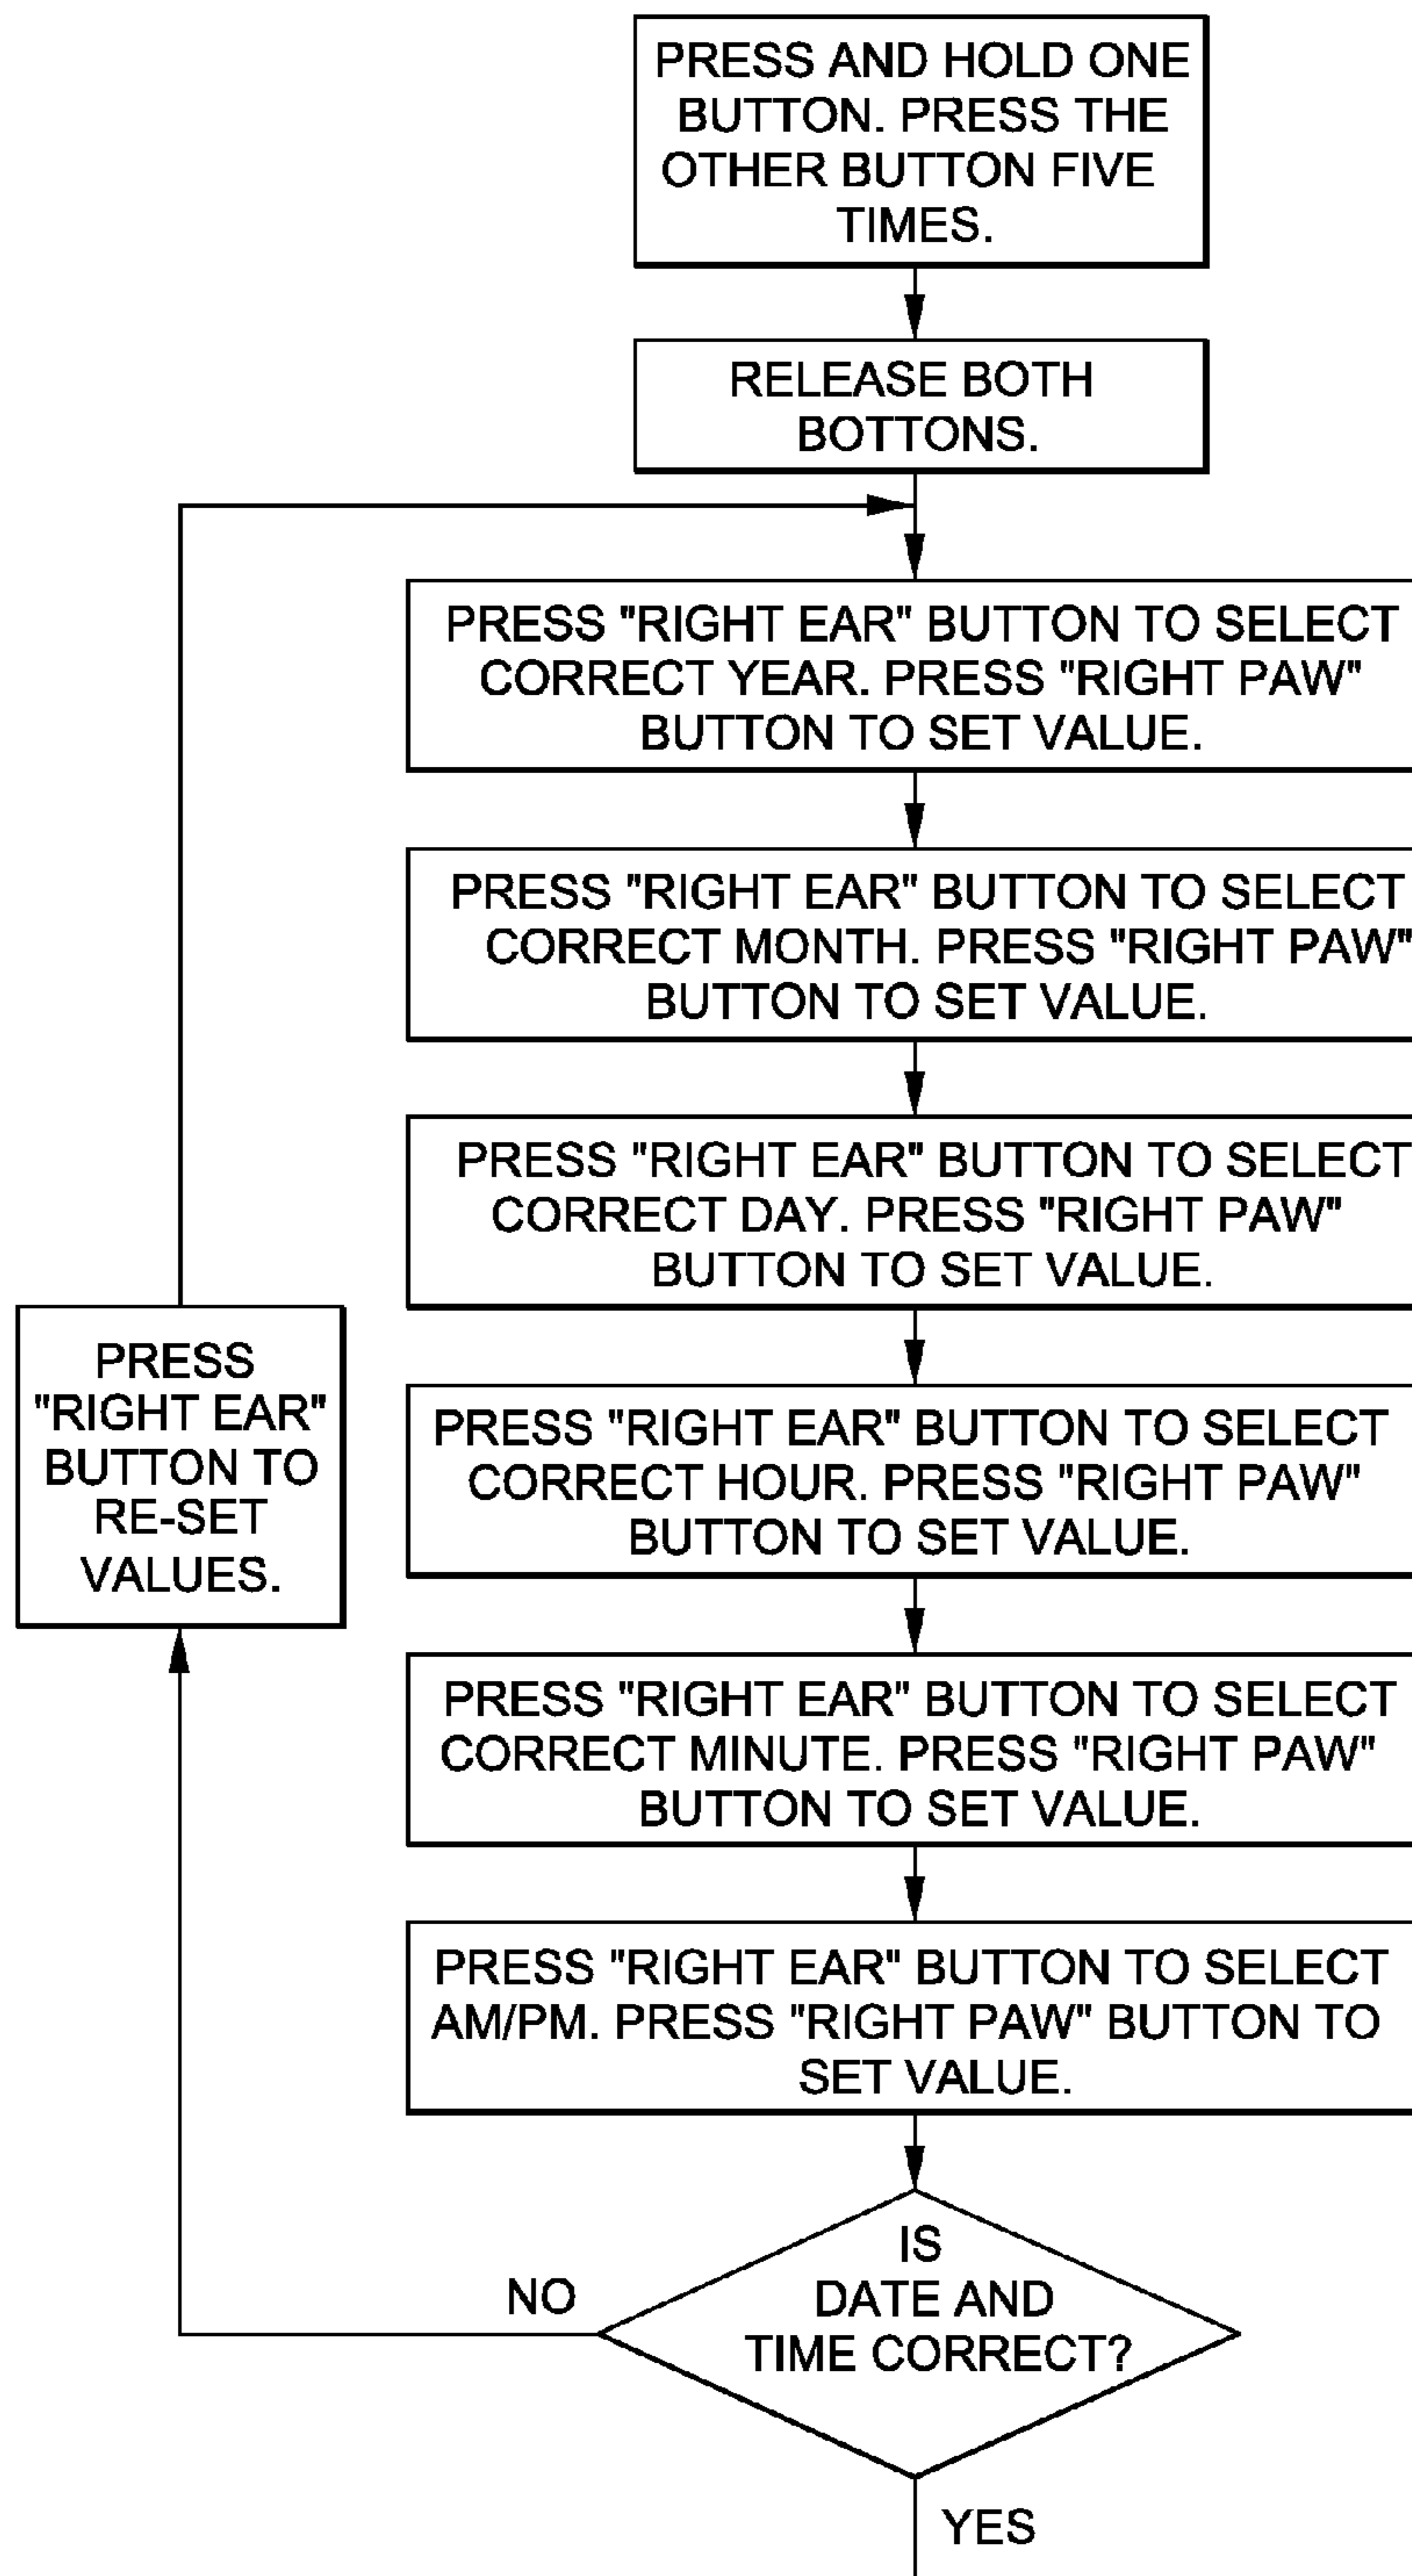 PRESS AND HOLD ONE
BUTTON. PRESS THE
OTHER BUTTON FIVE
TIMES.
RELEASE BOTH
BOTTONS.
PRESS "RIGHT EAR" BUTTON TO SELECT
CORRECT YEAR. PRESS "RIGHT PAW"
BUTTON TO SET VALUE.
PRESS "RIGHT EAR" BUTTON TO SELECT
CORRECT MONTH. PRESS "RIGHT PAW"
BUTTON TO SET VALUE.
PRESS "RIGHT EAR" BUTTON TO SELECT
CORRECT DAY. PRESS "RIGHT PAW"
BUTTON TO SET VALUE.
PRESS "RIGHT EAR" BUTTON TO SELECT
CORRECT HOUR. PRESS "RIGHT PAW"
BUTTON TO SET VALUE.
PRESS "RIGHT EAR" BUTTON TO SELECT
CORRECT MINUTE. PRESS "RIGHT PAW"
BUTTON TO SET VALUE.
PRESS "RIGHT EAR" BUTTON TO SELECT
AM/PM. PRESS "RIGHT PAW" BUTTON TO
SET VALUE.
IS
DATE AND
TIME CORRECT?
NO
PRESS
"RIGHT EAR"
BUTTON TO
RE-SET
VALUES.
YES